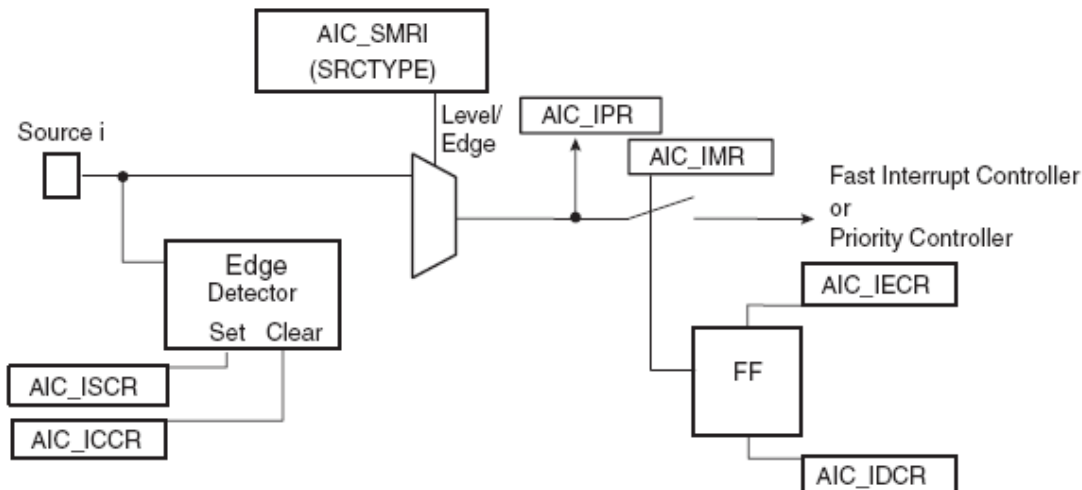 AIC_SMRI
(SRCTYPE)
Level/
Edge
AIC_IPR
Source i
AIC_IMR
Fast Interrupt Controller
or
Priority Controller
Edge
Detector
Set Clear
AIC_IECR
FF
AIC_ISCR
AIC_ICCR
AIC_IDCR